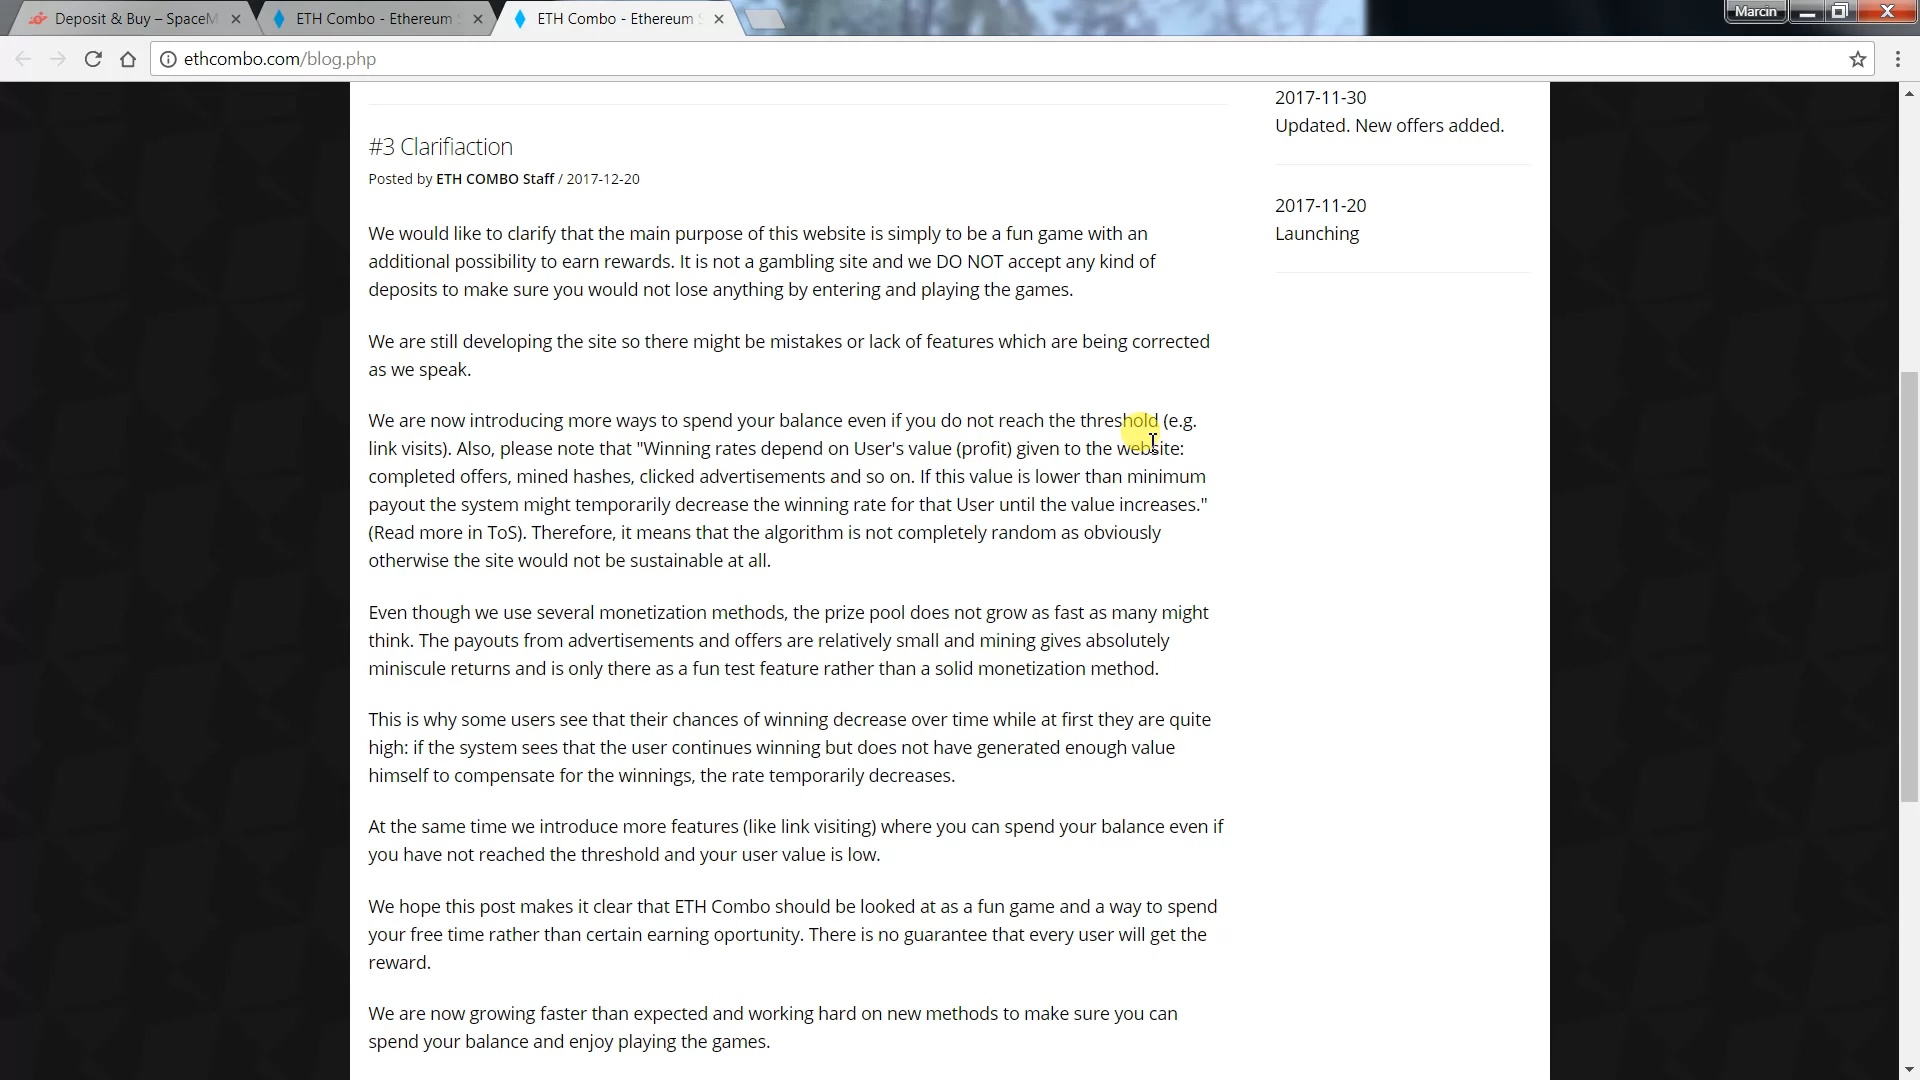 Deposit & Buy – SpaceM
ETH Combo - Ethereum S
ETH Combo - Ethereum S
Marcin
ethcombo.com/blog.php
2017-11-30
Updated. New offers added.
2017-11-20
Launching
#3 Clarifiaction
Posted by ETH COMBO Staff / 2017-12-20
We would like to clarify that the main purpose of this website is simply to be a fun game with an
additional possibility to earn rewards. It is not a gambling site and we DO NOT accept any kind of
deposits to make sure you would not lose anything by entering and playing the games.
We are still developing the site so there might be mistakes or lack of features which are being corrected
as we speak.
We are now introducing more ways to spend your balance even if you do not reach the threshold (e.g.
link visits). Also, please note that "Winning rates depend on User's value (profit) given to the website:
completed offers, mined hashes, clicked advertisements and so on. If this value is lower than minimum
payout the system might temporarily decrease the winning rate for that User until the value increases."
(Read more in ToS). Therefore, it means that the algorithm is not completely random as obviously
otherwise the site would not be sustainable at all.
Even though we use several monetization methods, the prize pool does not grow as fast as many might
think. The payouts from advertisements and offers are relatively small and mining gives absolutely
miniscule returns and is only there as a fun test feature rather than a solid monetization method.
This is why some users see that their chances of winning decrease over time while at first they are quite
high: if the system sees that the user continues winning but does not have generated enough value
himself to compensate for the winnings, the rate temporarily decreases.
At the same time we introduce more features (like link visiting) where you can spend your balance even if
you have not reached the threshold and your user value is low.
We hope this post makes it clear that ETH Combo should be looked at as a fun game and a way to spend
your free time rather than certain earning oportunity. There is no guarantee that every user will get the
reward.
We are now growing faster than expected and working hard on new methods to make sure you can
spend your balance and enjoy playing the games.